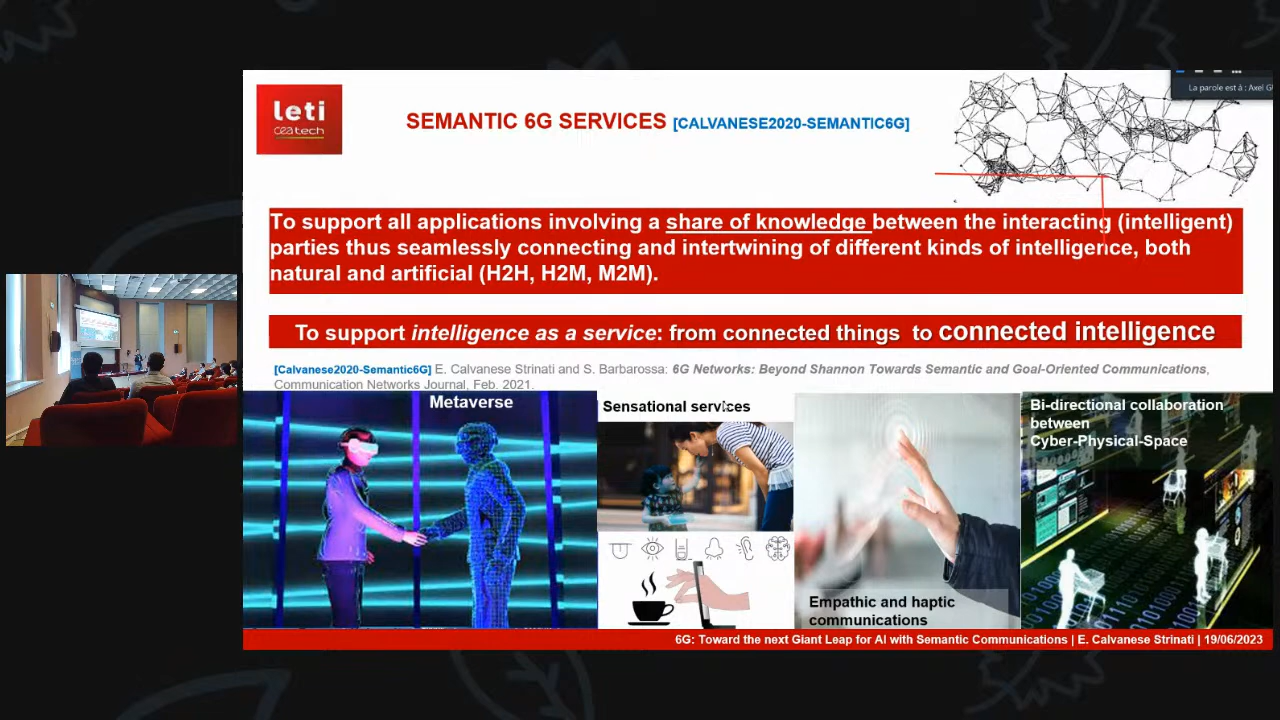 La parole est à : Axel G
leti
ceatech
SEMANTIC 6G SERVICES [CALVANESE2020-SEMANTIC6G]
To support all applications involving a share of knowledge between the interacting (intelligent)
parties thus seamlessly connecting and intertwining of different kinds of intelligence, both
natural and artificial (H2H, H2M, M2M).
To support intelligence as a service: from connected things to connected intelligence
[Calvanese2020-Semantic6G] E. Calvanese Strinati and S. Barbarossa: 6G Networks: Beyond Shannon Towards Semantic and Goal-Oriented Communications,
Communication Networks Journal, Feb. 2021.
Metaverse
Sensational services
Empathic and haptic
communications
Bi-directional collaboration
between
Cyber-Physical-Space
6G: Toward the next Giant Leap for AI with Semantic Communications | E. Calvanese Strinati | 19/06/2023